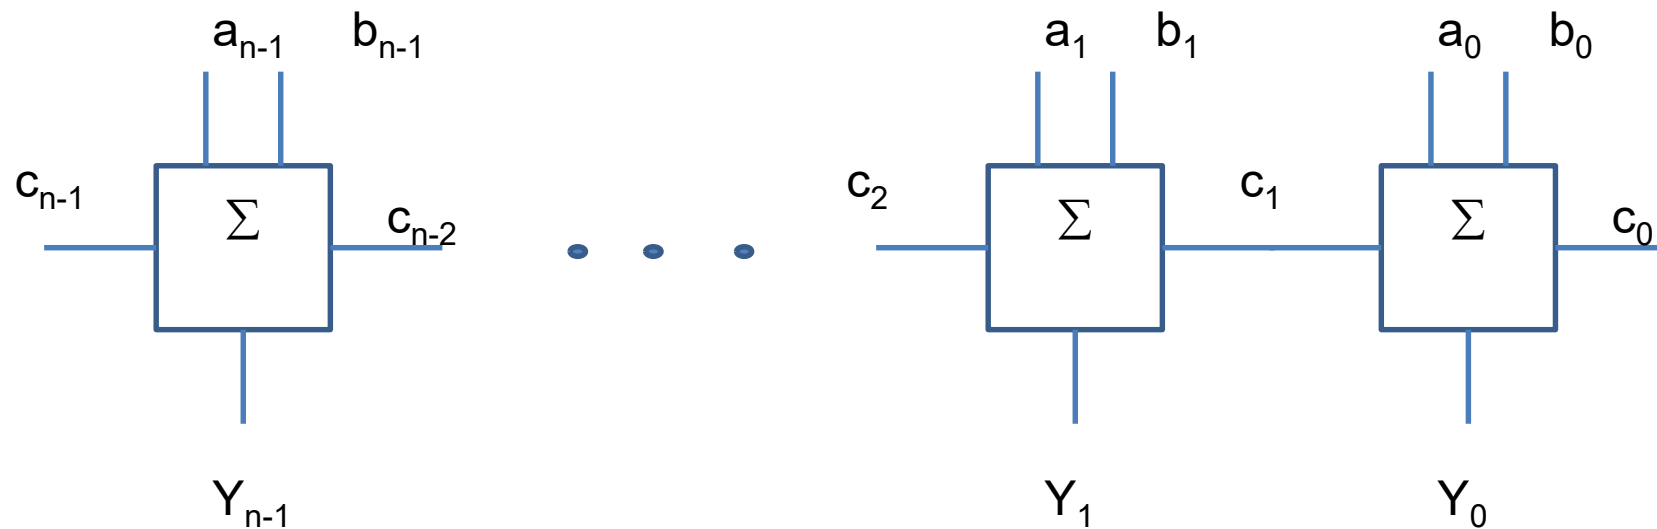 aₙ₋₁ bₙ₋₁ a₁ b₁ a₀ b₀
cₙ₋₁ Σ cₙ₋₂ c₂ Σ c₁ Σ c₀
Yₙ₋₁ Y₁ Y₀